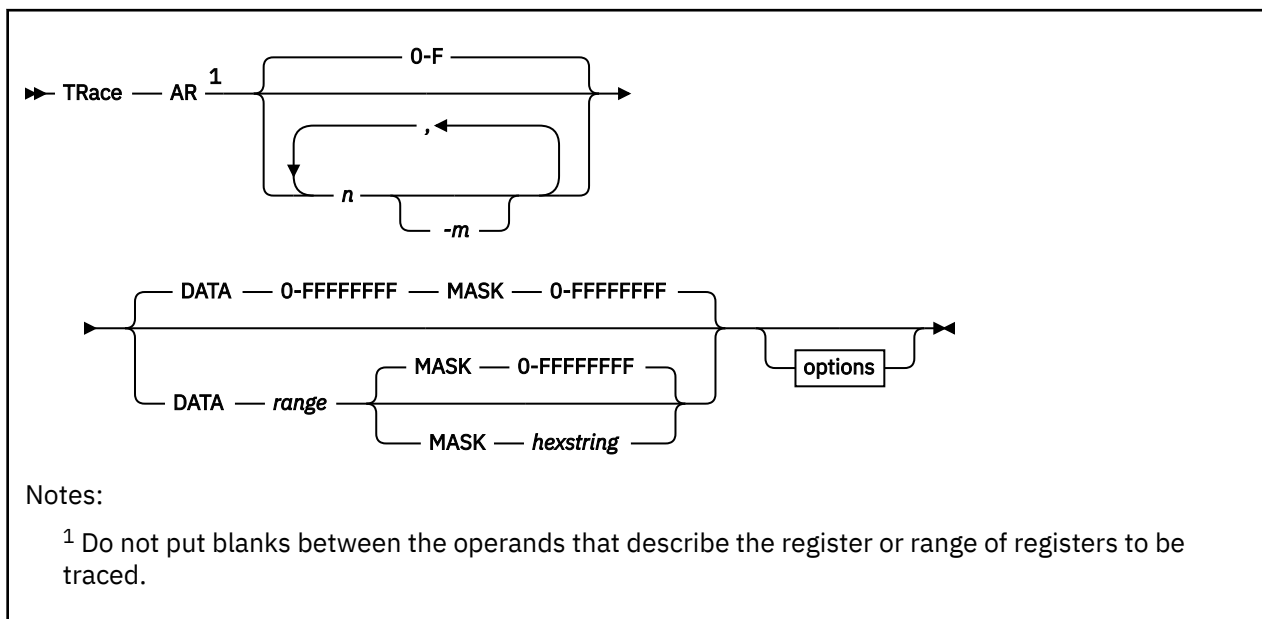 0-F
TRace AR 1
,
n
-m
DATA 0-FFFFFFFF MASK 0-FFFFFFFF
MASK 0-FFFFFFFF
options
DATA range
MASK hexstring
Notes:
1 Do not put blanks between the operands that describe the register or range of registers to be
traced.